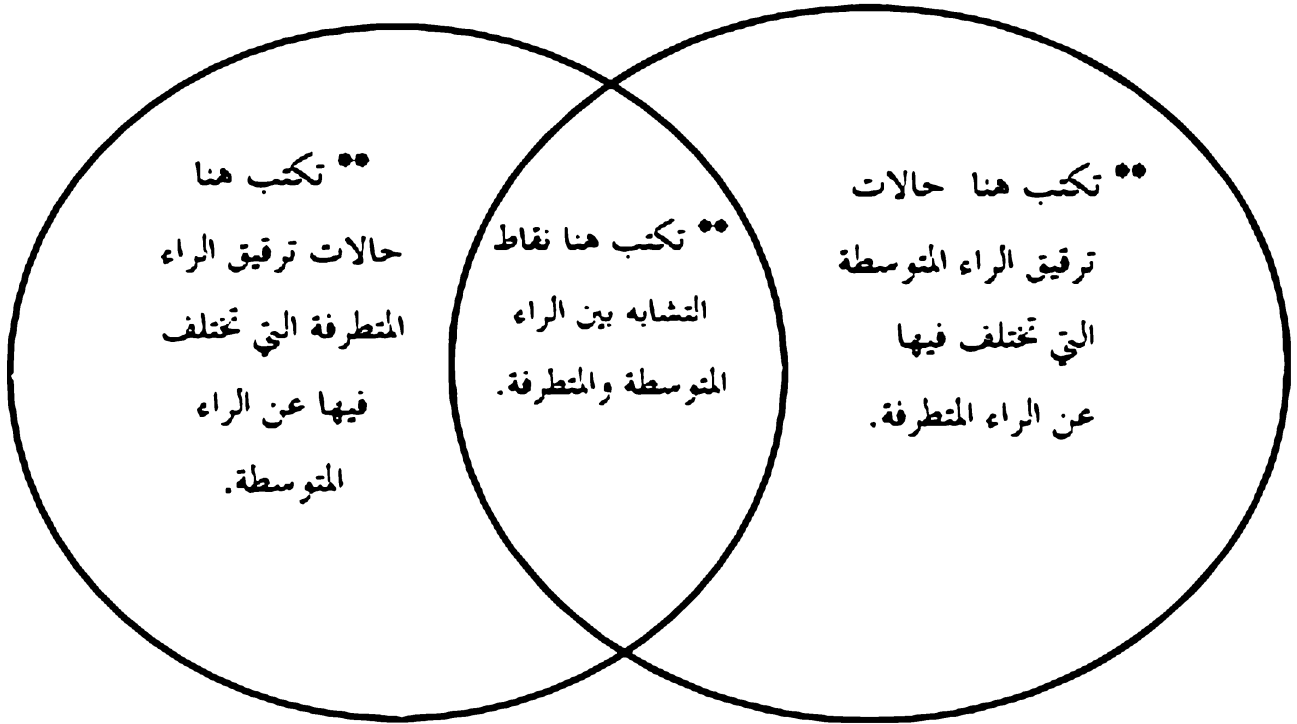 ** تكتب هنا حالات
ترقيق الراء المتوسطة
التي تختلف فيها
عن الراء المتطرفة.
** تكتب هنا نقاط
التشابه بين الراء
المتوسطة والمتطرفة.
** تكتب هنا
حالات ترقيق الراء
المتطرفة التي تختلف
فيها عن الراء
المتوسطة.